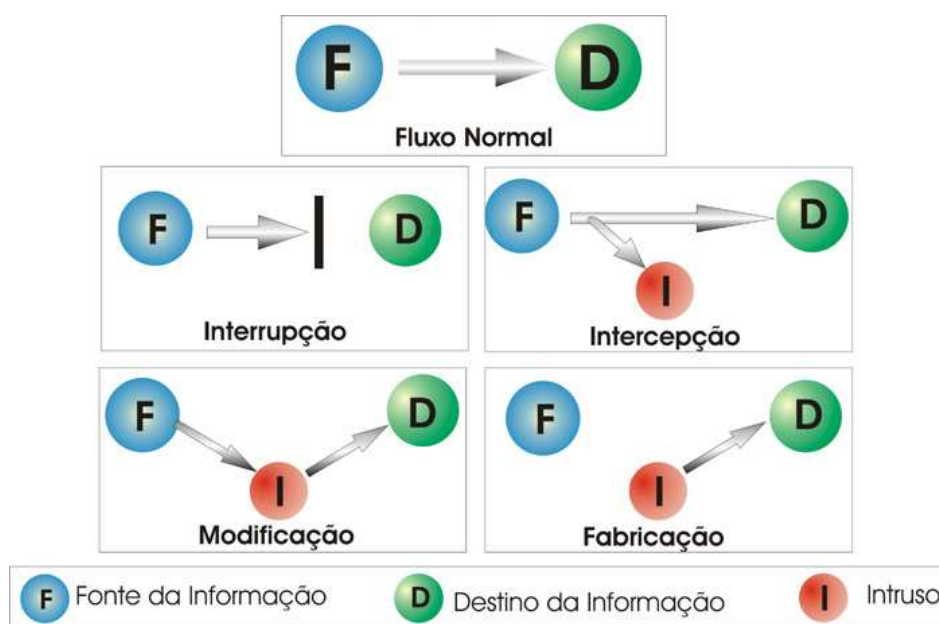 F D
Fluxo Normal
F D
Interrupção
F D
I
Intercepção
F D
I
Modificação
F D
I
Fabricação
F Fonte da Informação D Destino da Informação I Intruso